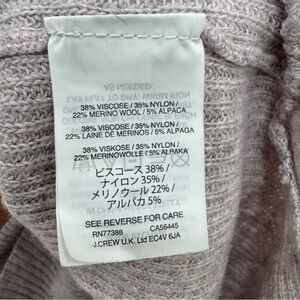 38% VISCOSE / 35% NYLON /
22% MERINO WOOL / 5% ALPACA
38% VISCOSE / 35% NYLON /
22% LAINE DE MERINOS / 5% ALPAGA
38% VISKOSE / 35% NYLON /
22% MERINOWOLLE / 5% ALPAKA
ビスコース 38% /
ナイロン 35% /
メリノウール 22% /
アルパカ 5%
SEE REVERSE FOR CARE
RN77388 CA56445
J.CREW U.K. Ltd EC4V 6JA